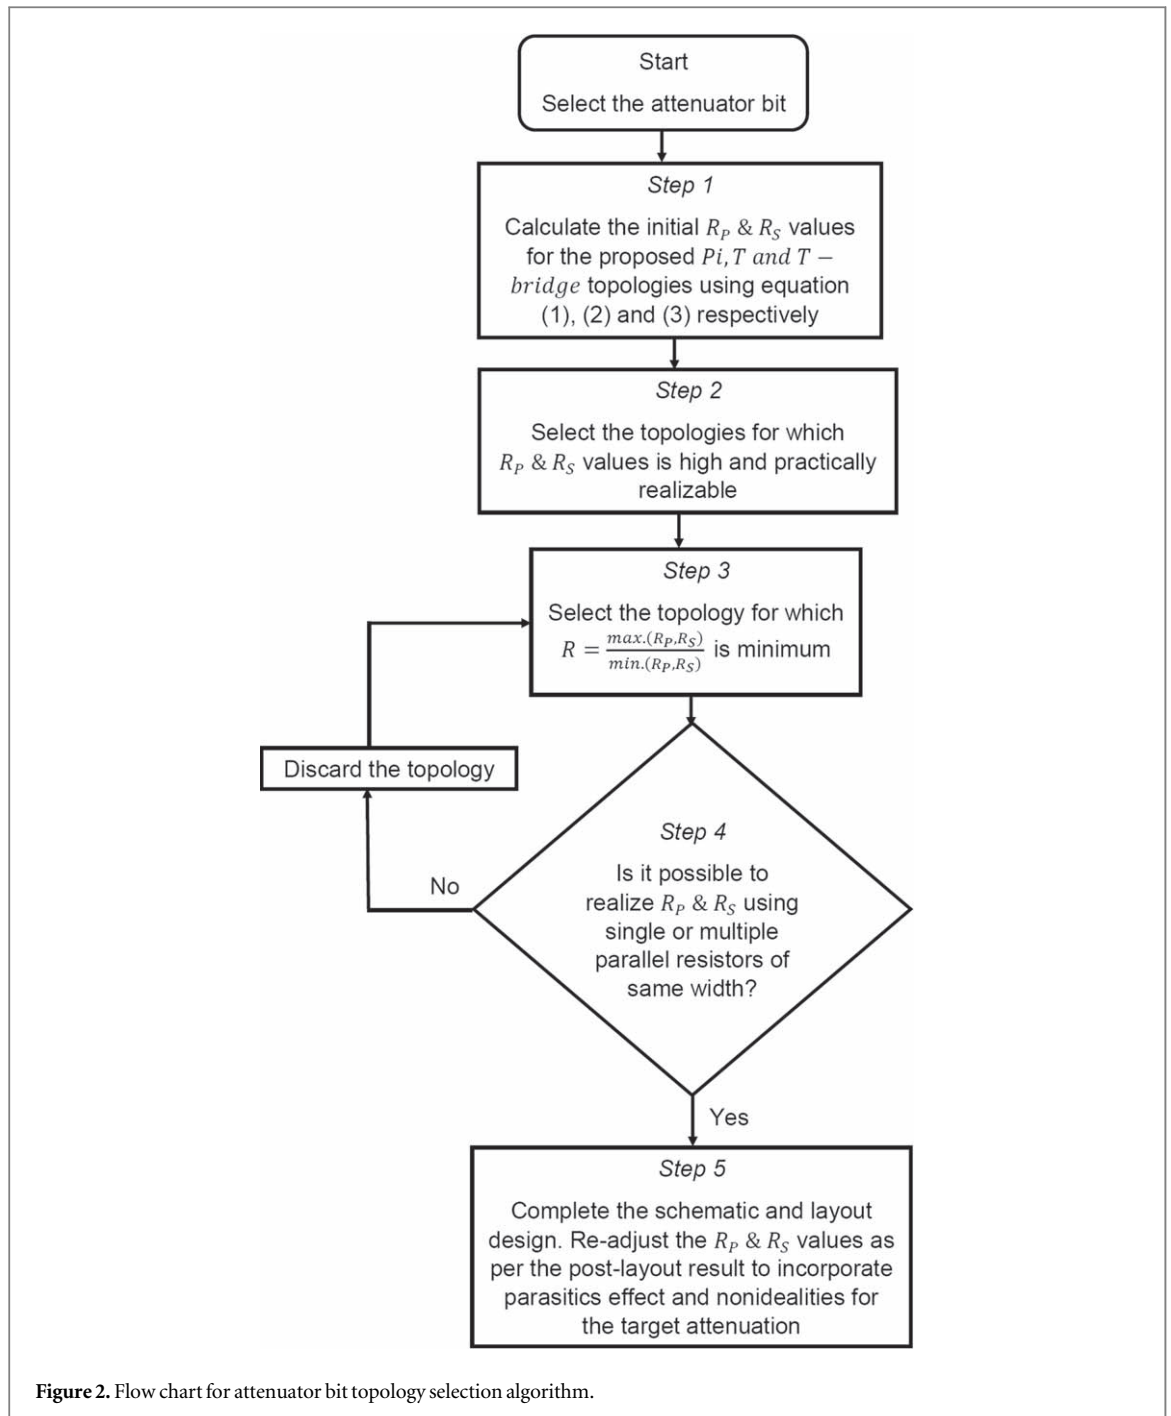 Start
Select the attenuator bit
Step 1
Calculate the initial R_P & R_S values
for the proposed Pi, T and T −
bridge topologies using equation
(1), (2) and (3) respectively
Step 2
Select the topologies for which
R_P & R_S values is high and practically
realizable
Step 3
Select the topology for which
R = max.(R_P,R_S)/min.(R_P,R_S) is minimum
Discard the topology
Step 4
Is it possible to
realize R_P & R_S using
single or multiple
parallel resistors of
same width?
No
Yes
Step 5
Complete the schematic and layout
design. Re-adjust the R_P & R_S values as
per the post-layout result to incorporate
parasitics effect and nonidealities for
the target attenuation
Figure 2. Flow chart for attenuator bit topology selection algorithm.